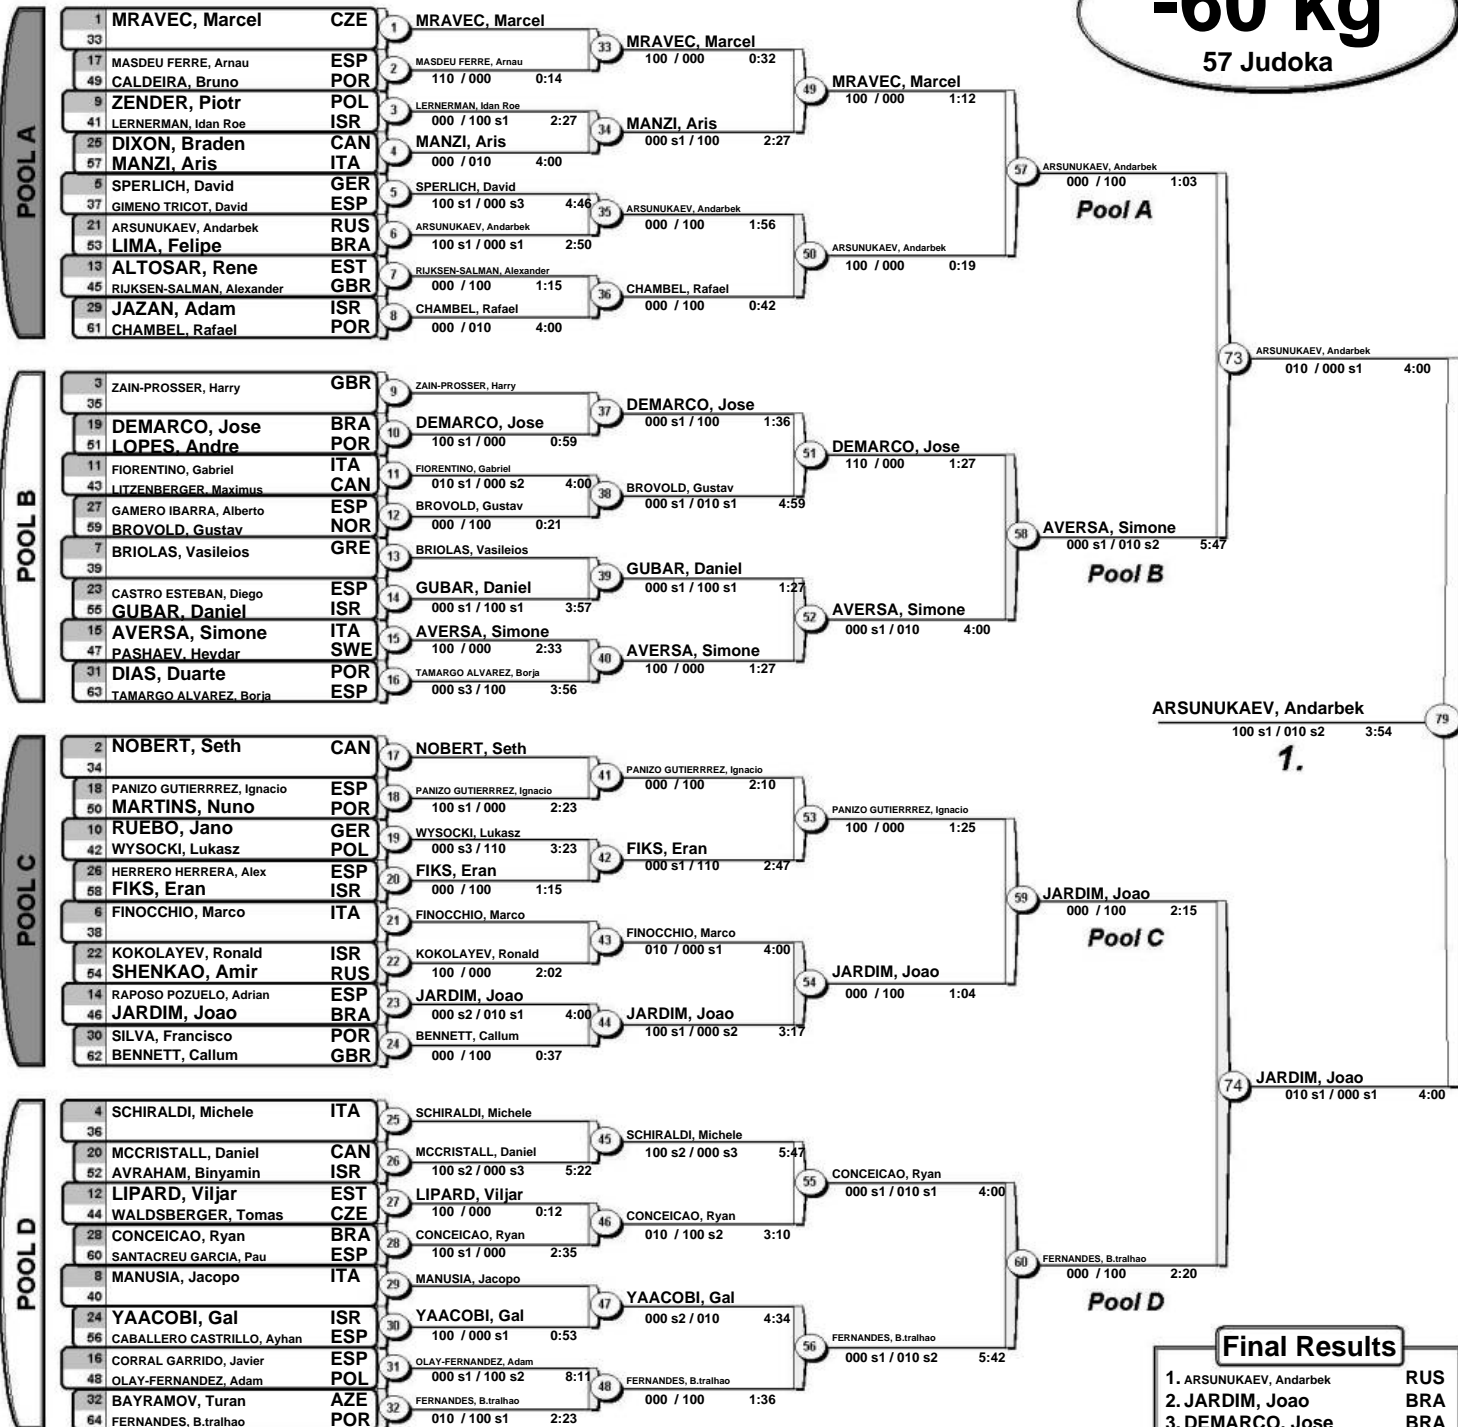 -60 kg
57 Judoka
POOL A
1 MRAVEC, Marcel CZE
33
17 MASDEU FERRE, Arnau ESP
49 CALDEIRA, Bruno POR
9 ZENDER, Piotr POL
41 LERNERMAN, Idan Roe ISR
25 DIXON, Braden CAN
57 MANZI, Aris ITA
5 SPERLICH, David GER
37 GIMENO TRICOT, David ESP
21 ARSUNUKAEV, Andarbek RUS
53 LIMA, Felipe BRA
13 ALTOSAR, Rene EST
45 RIJKSEN-SALMAN, Alexander GBR
29 JAZAN, Adam ISR
61 CHAMBEL, Rafael POR
1 MRAVEC, Marcel
2 MASDEU FERRE, Arnau
110 / 000 0:14
3 LERNERMAN, Idan Roe
000 / 100 s1 2:27
4 MANZI, Aris
000 / 010 4:00
5 SPERLICH, David
100 s1 / 000 s3 4:46
6 ARSUNUKAEV, Andarbek
100 s1 / 000 s1 2:50
7 RIJKSEN-SALMAN, Alexander
000 / 100 1:15
8 CHAMBEL, Rafael
000 / 010 4:00
33 MRAVEC, Marcel
100 / 000 0:32
34 MANZI, Aris
000 s1 / 100 2:27
35 ARSUNUKAEV, Andarbek
000 / 100 1:56
36 CHAMBEL, Rafael
000 / 100 0:42
49 MRAVEC, Marcel
100 / 000 1:12
50 ARSUNUKAEV, Andarbek
100 / 000 0:19
57 ARSUNUKAEV, Andarbek
000 / 100 1:03
Pool A
POOL B
3 ZAIN-PROSSER, Harry GBR
35
19 DEMARCO, Jose BRA
51 LOPES, Andre POR
11 FIORENTINO, Gabriel ITA
43 LITZENBERGER, Maximus CAN
27 GAMERO IBARRA, Alberto ESP
59 BROVOLD, Gustav NOR
7 BRIOLAS, Vasileios GRE
39
23 CASTRO ESTEBAN, Diego ESP
55 GUBAR, Daniel ISR
15 AVERSA, Simone ITA
47 PASHAEV, Heydar SWE
31 DIAS, Duarte POR
63 TAMARGO ALVAREZ, Borja ESP
9 ZAIN-PROSSER, Harry
10 DEMARCO, Jose
100 s1 / 000 0:59
11 FIORENTINO, Gabriel
010 s1 / 000 s2 4:00
12 BROVOLD, Gustav
000 / 100 0:21
13 BRIOLAS, Vasileios
14 GUBAR, Daniel
000 s1 / 100 s1 3:57
15 AVERSA, Simone
100 / 000 2:33
16 TAMARGO ALVAREZ, Borja
000 s3 / 100 3:56
37 DEMARCO, Jose
000 s1 / 100 1:36
38 BROVOLD, Gustav
000 s1 / 010 s1 4:59
39 GUBAR, Daniel
000 s1 / 100 s1 1:27
40 AVERSA, Simone
100 / 000 1:27
51 DEMARCO, Jose
110 / 000 1:27
52 AVERSA, Simone
000 s1 / 010 4:00
58 AVERSA, Simone
000 s1 / 010 s2 5:47
Pool B
73 ARSUNUKAEV, Andarbek
010 / 000 s1 4:00
ARSUNUKAEV, Andarbek 79
100 s1 / 010 s2 3:54
1.
POOL C
2 NOBERT, Seth CAN
34
18 PANIZO GUTIERRREZ, Ignacio ESP
50 MARTINS, Nuno POR
10 RUEBO, Jano GER
42 WYSOCKI, Lukasz POL
26 HERRERO HERRERA, Alex ESP
58 FIKS, Eran ISR
6 FINOCCHIO, Marco ITA
38
22 KOKOLAYEV, Ronald ISR
54 SHENKAO, Amir RUS
14 RAPOSO POZUELO, Adrian ESP
46 JARDIM, Joao BRA
30 SILVA, Francisco POR
62 BENNETT, Callum GBR
17 NOBERT, Seth
18 PANIZO GUTIERRREZ, Ignacio
100 s1 / 000 2:23
19 WYSOCKI, Lukasz
000 s3 / 110 3:23
20 FIKS, Eran
000 / 100 1:15
21 FINOCCHIO, Marco
22 KOKOLAYEV, Ronald
100 / 000 2:02
23 JARDIM, Joao
000 s2 / 010 s1 4:00
24 BENNETT, Callum
000 / 100 0:37
41 PANIZO GUTIERRREZ, Ignacio
000 / 100 2:10
42 FIKS, Eran
000 s1 / 110 2:47
43 FINOCCHIO, Marco
010 / 000 s1 4:00
44 JARDIM, Joao
100 s1 / 000 s2 3:17
53 PANIZO GUTIERRREZ, Ignacio
100 / 000 1:25
54 JARDIM, Joao
000 / 100 1:04
59 JARDIM, Joao
000 / 100 2:15
Pool C
POOL D
4 SCHIRALDI, Michele ITA
36
20 MCCRISTALL, Daniel CAN
52 AVRAHAM, Binyamin ISR
12 LIPARD, Viljar EST
44 WALDSBERGER, Tomas CZE
28 CONCEICAO, Ryan BRA
60 SANTACREU GARCIA, Pau ESP
8 MANUSIA, Jacopo ITA
40
24 YAACOBI, Gal ISR
56 CABALLERO CASTRILLO, Ayhan ESP
16 CORRAL GARRIDO, Javier ESP
48 OLAY-FERNANDEZ, Adam POL
32 BAYRAMOV, Turan AZE
64 FERNANDES, B.tralhao POR
25 SCHIRALDI, Michele
26 MCCRISTALL, Daniel
100 s2 / 000 s3 5:22
27 LIPARD, Viljar
100 / 000 0:12
28 CONCEICAO, Ryan
100 s1 / 000 2:35
29 MANUSIA, Jacopo
30 YAACOBI, Gal
100 / 000 s1 0:53
31 OLAY-FERNANDEZ, Adam
000 s1 / 100 s2 8:11
32 FERNANDES, B.tralhao
010 / 100 s1 2:23
45 SCHIRALDI, Michele
100 s2 / 000 s3 5:47
46 CONCEICAO, Ryan
010 / 100 s2 3:10
47 YAACOBI, Gal
000 s2 / 010 4:34
48 FERNANDES, B.tralhao
000 / 100 1:36
55 CONCEICAO, Ryan
000 s1 / 010 s1 4:00
56 FERNANDES, B.tralhao
000 s1 / 010 s2 5:42
60 FERNANDES, B.tralhao
000 / 100 2:20
Pool D
74 JARDIM, Joao
010 s1 / 000 s1 4:00
Final Results
1. ARSUNUKAEV, Andarbek RUS
2. JARDIM, Joao BRA
3. DEMARCO, Jose BRA